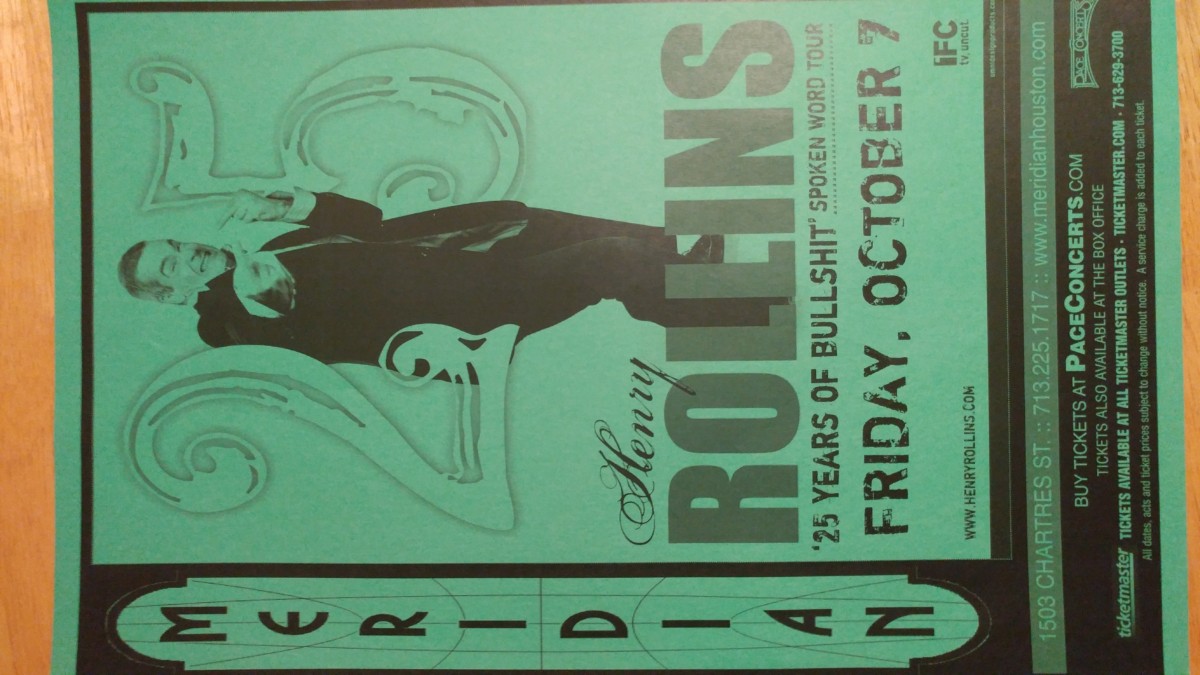 MERIDIAN
25
Henry
ROLLINS
'25 YEARS OF BULLSHIT' SPOKEN WORD TOUR
FRIDAY, OCTOBER 7
WWW.HENRYROLLINS.COM
iFC
tv, uncut.
1503 CHARTRES ST. :: 713.225.1717 :: www.meridianhouston.com
BUY TICKETS AT PACECONCERTS.COM
TICKETS ALSO AVAILABLE AT THE BOX OFFICE
PACE CONCERTS
ticketmaster TICKETS AVAILABLE AT ALL TICKETMASTER OUTLETS · TICKETMASTER.COM · 713-629-3700
All dates, acts and ticket prices subject to change without notice. A service charge is added to each ticket.